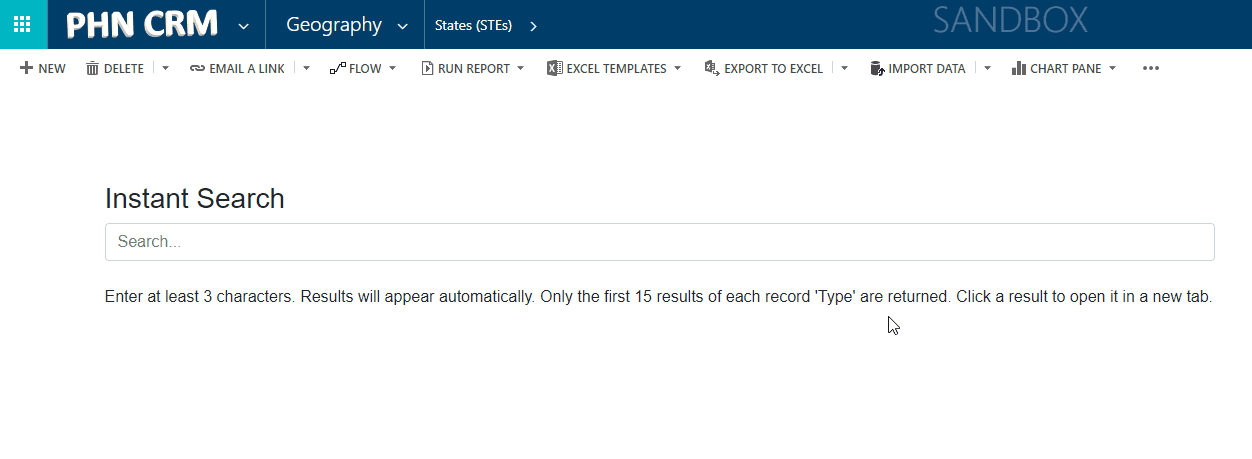 PHN CRM Geography States (STEs) SANDBOX
NEW DELETE EMAIL A LINK FLOW RUN REPORT EXCEL TEMPLATES EXPORT TO EXCEL IMPORT DATA CHART PANE
Instant Search
Search...
Enter at least 3 characters. Results will appear automatically. Only the first 15 results of each record 'Type' are returned. Click a result to open it in a new tab.